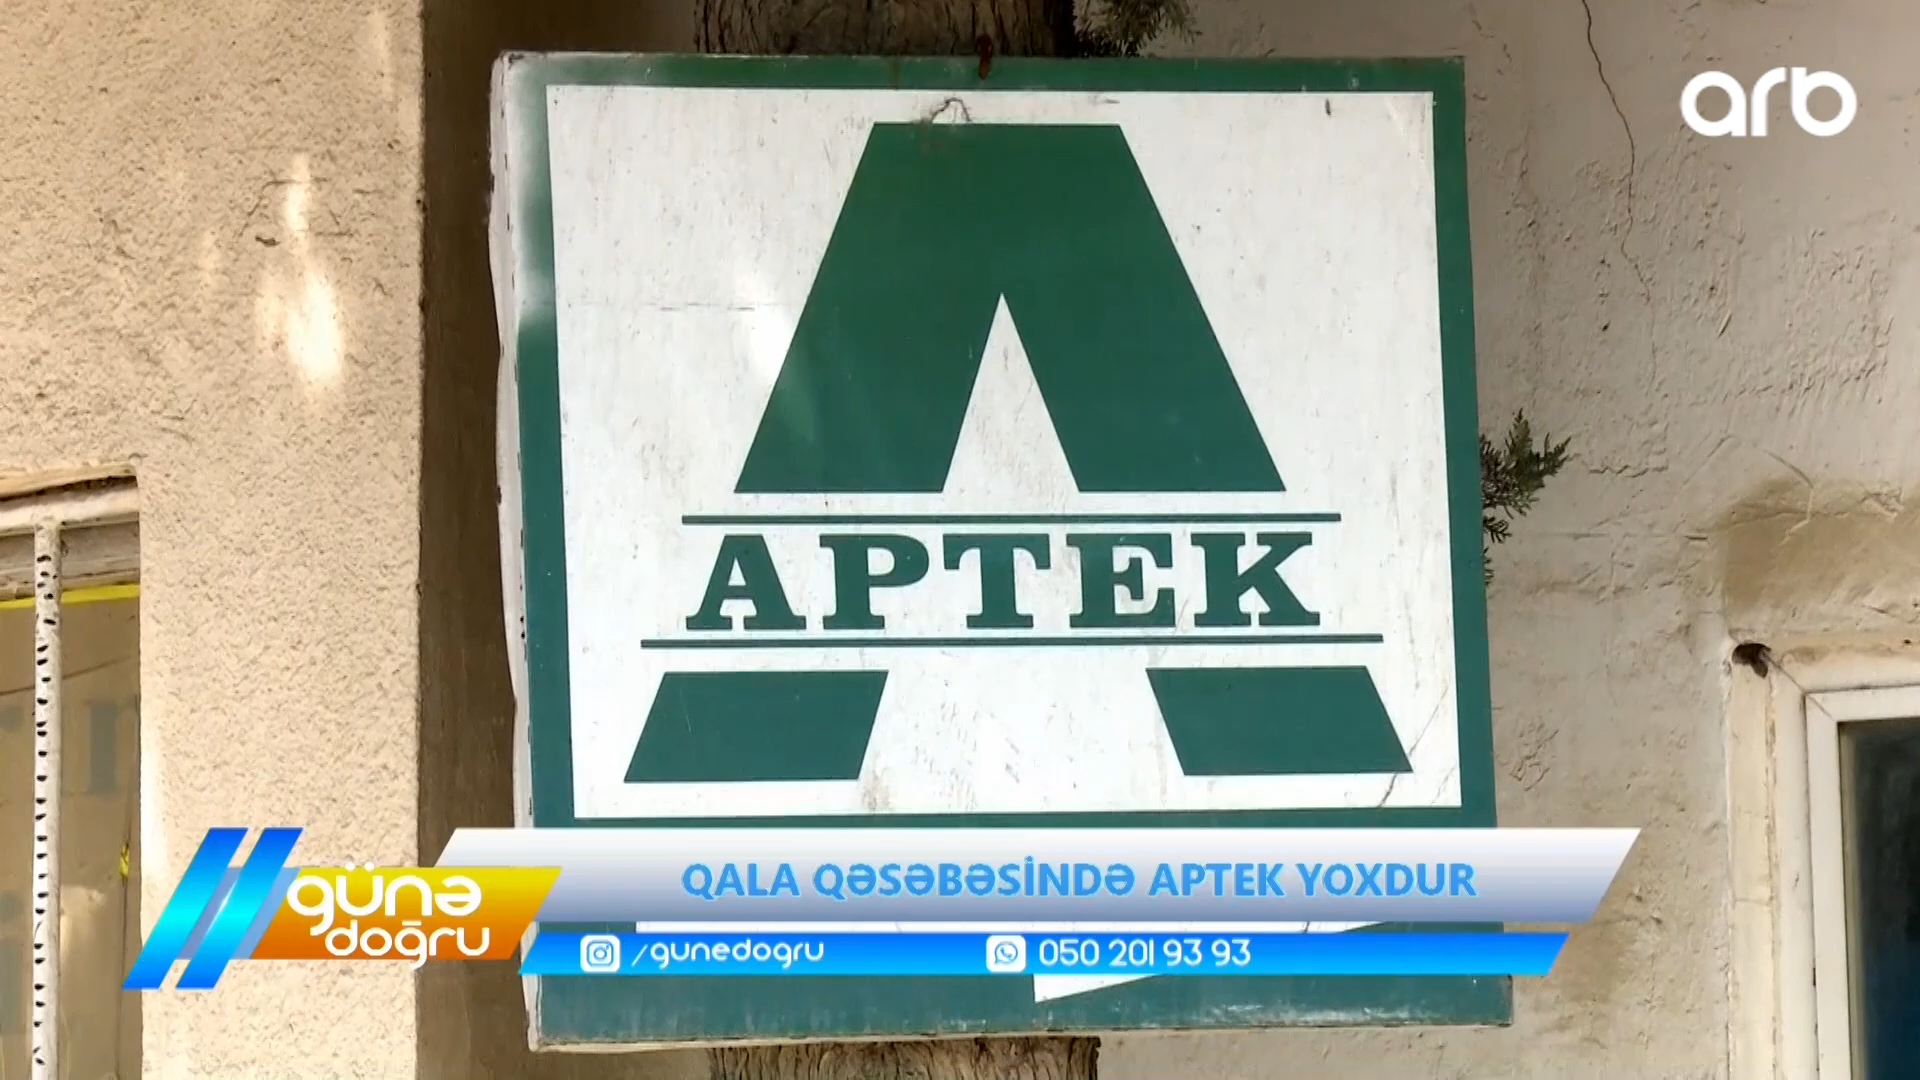 arb
APTEK
QALA QƏSƏBƏSİNDƏ APTEK YOXDUR
günə
doğru
/gunedogru
050 201 93 93